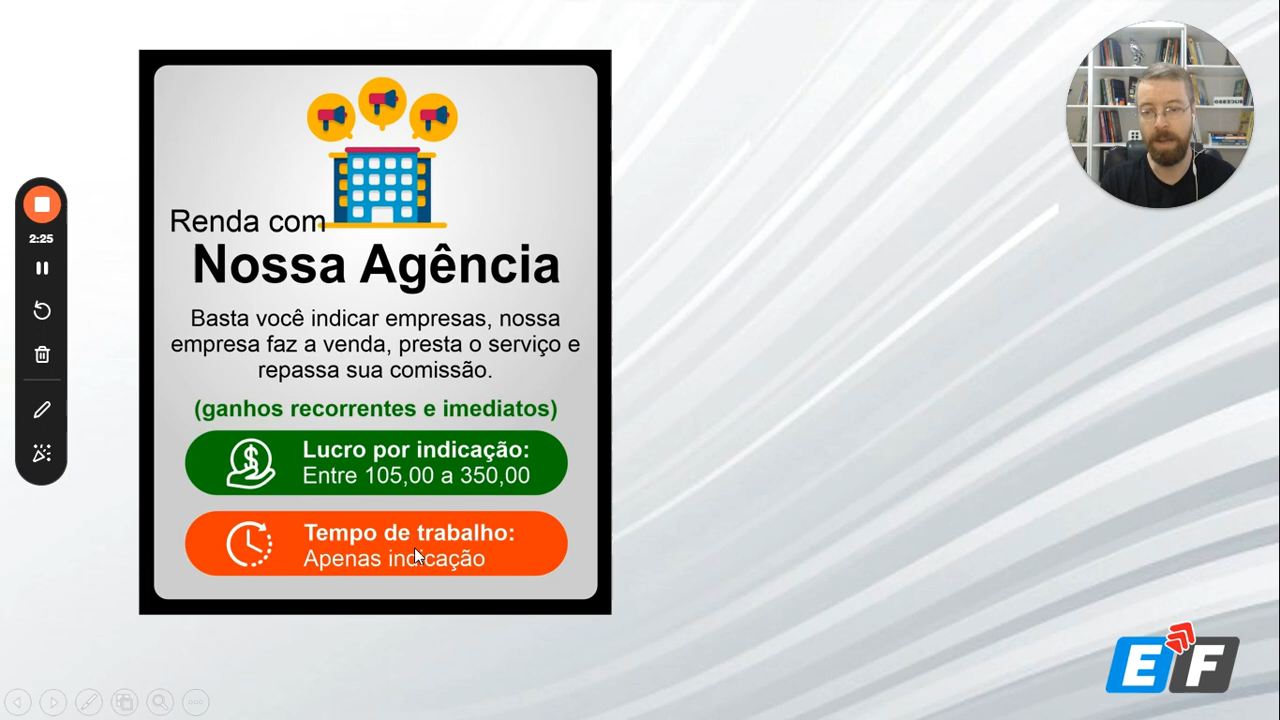 2:25
Renda com
Nossa Agência
Basta você indicar empresas, nossa
empresa faz a venda, presta o serviço e
repassa sua comissão.
(ganhos recorrentes e imediatos)
Lucro por indicação:
Entre 105,00 a 350,00
Tempo de trabalho:
Apenas indicação
EF